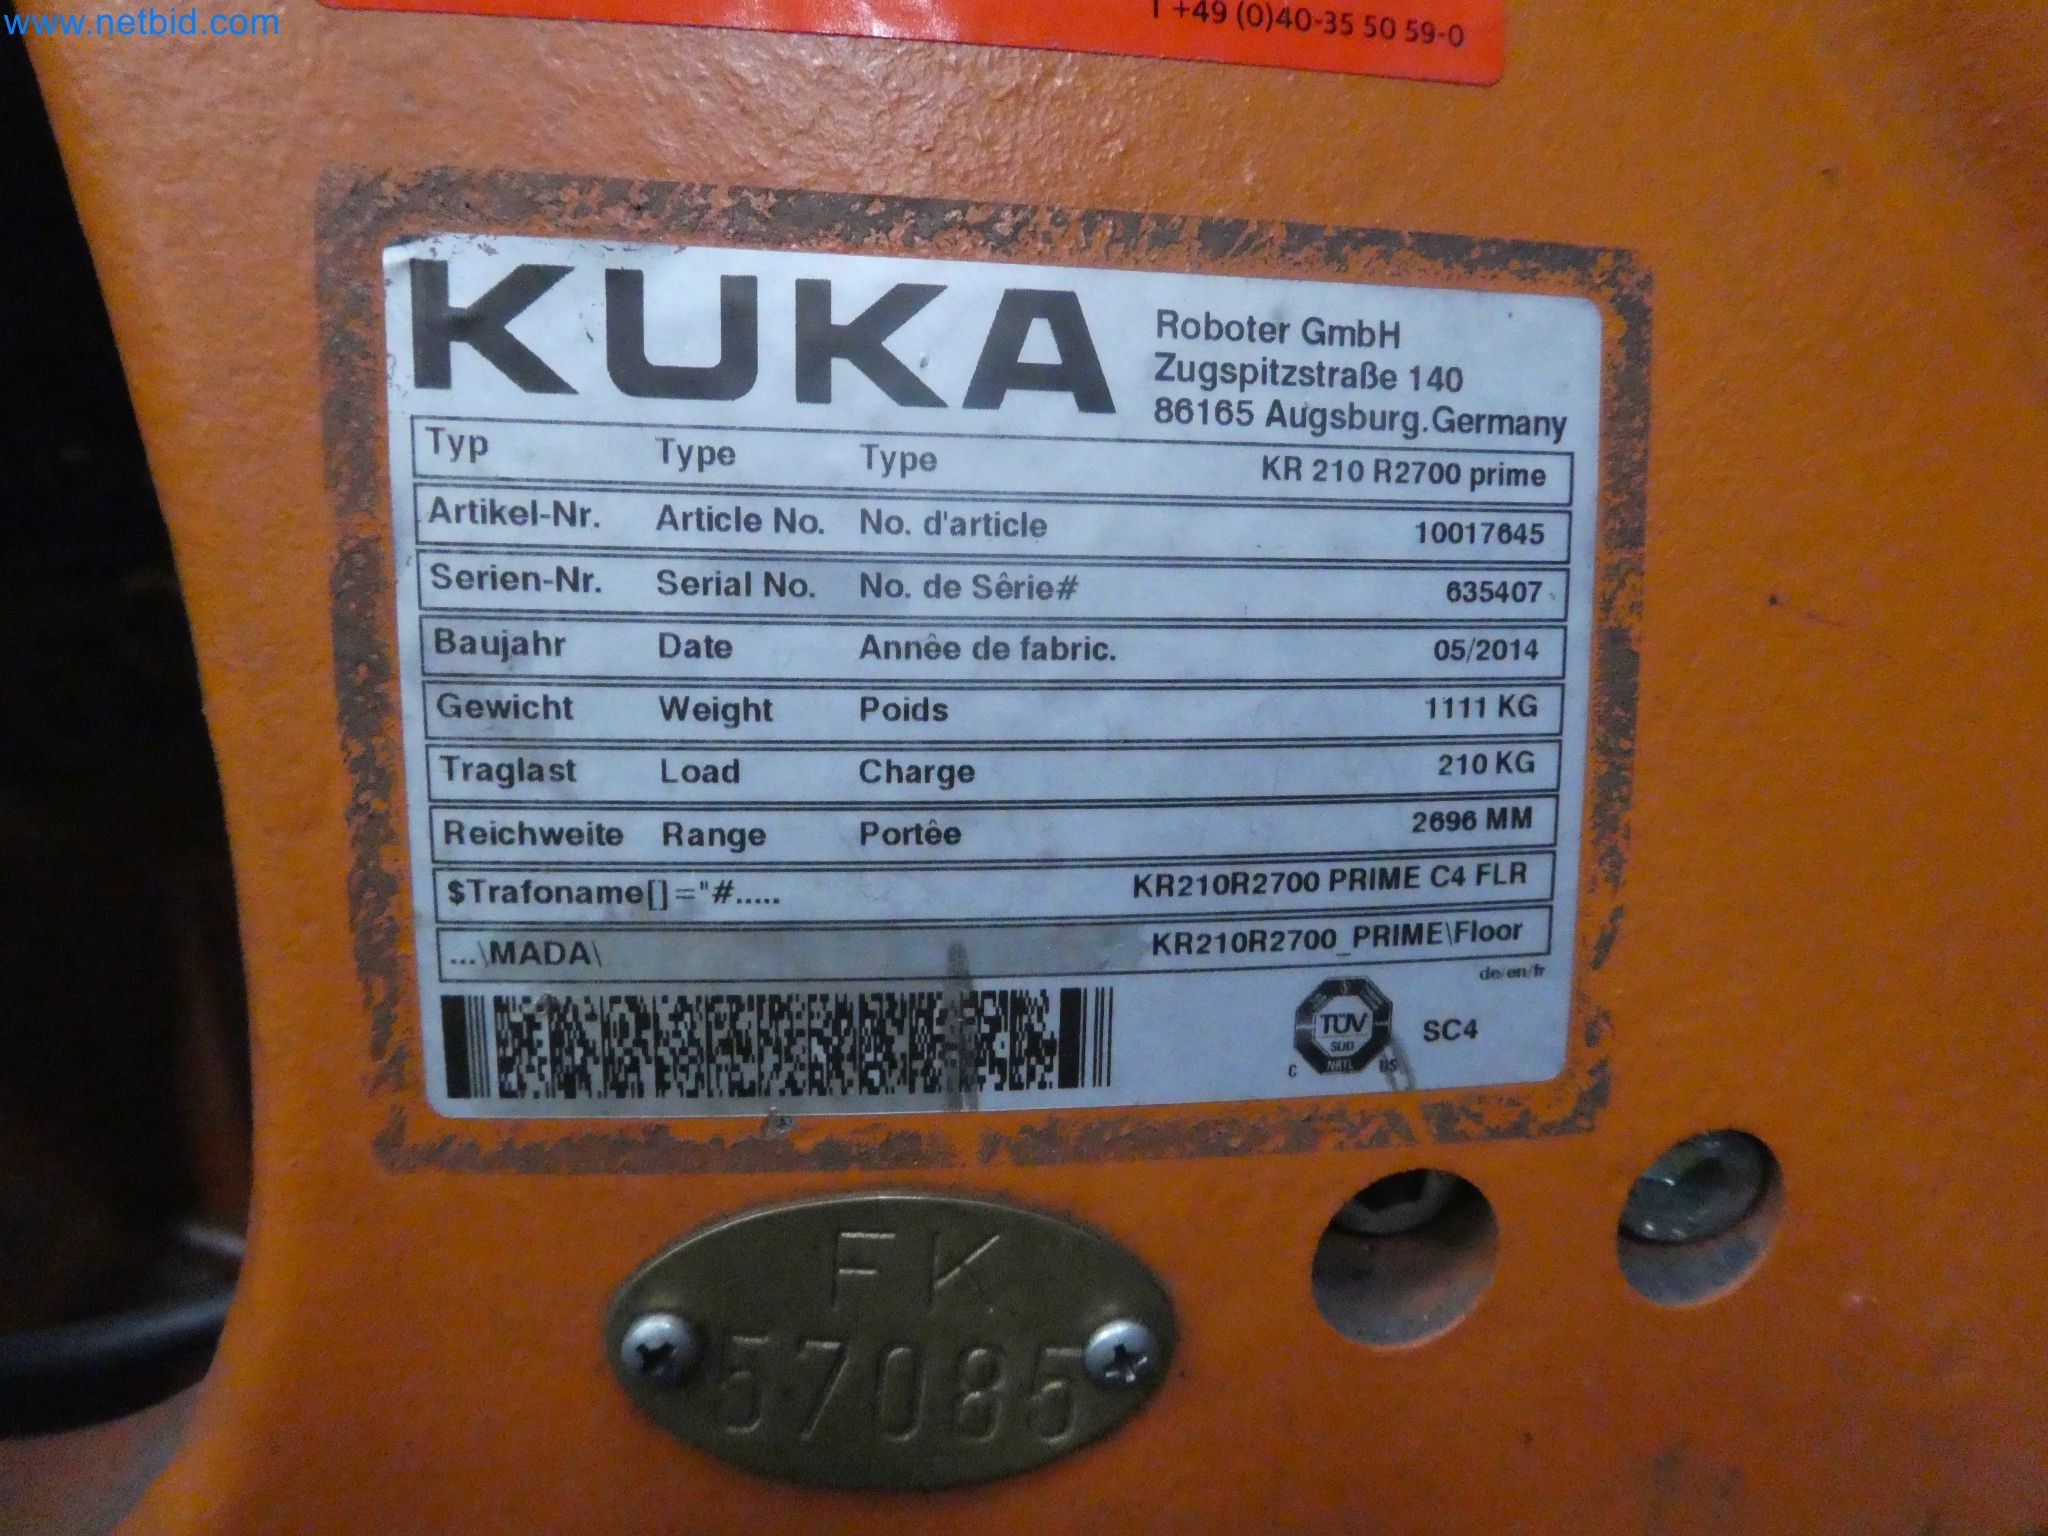 www.netbid.com
T +49 (0)40-35 50 59-0
KUKA
Roboter GmbH
Zugspitzstraße 140
86165 Augsburg.Germany
Typ Type Type KR 210 R2700 prime
Artikel-Nr. Article No. No. d'article 10017645
Serien-Nr. Serial No. No. de Sêrie# 635407
Baujahr Date Annêe de fabric. 05/2014
Gewicht Weight Poids 1111 KG
Traglast Load Charge 210 KG
Reichweite Range Portêe 2696 MM
$Trafoname[]="#..... KR210R2700 PRIME C4 FLR
...\MADA\ KR210R2700_PRIME\Floor
de/en/fr
TÜV
SÜD
NRTL
C US
SC4
FK
57085